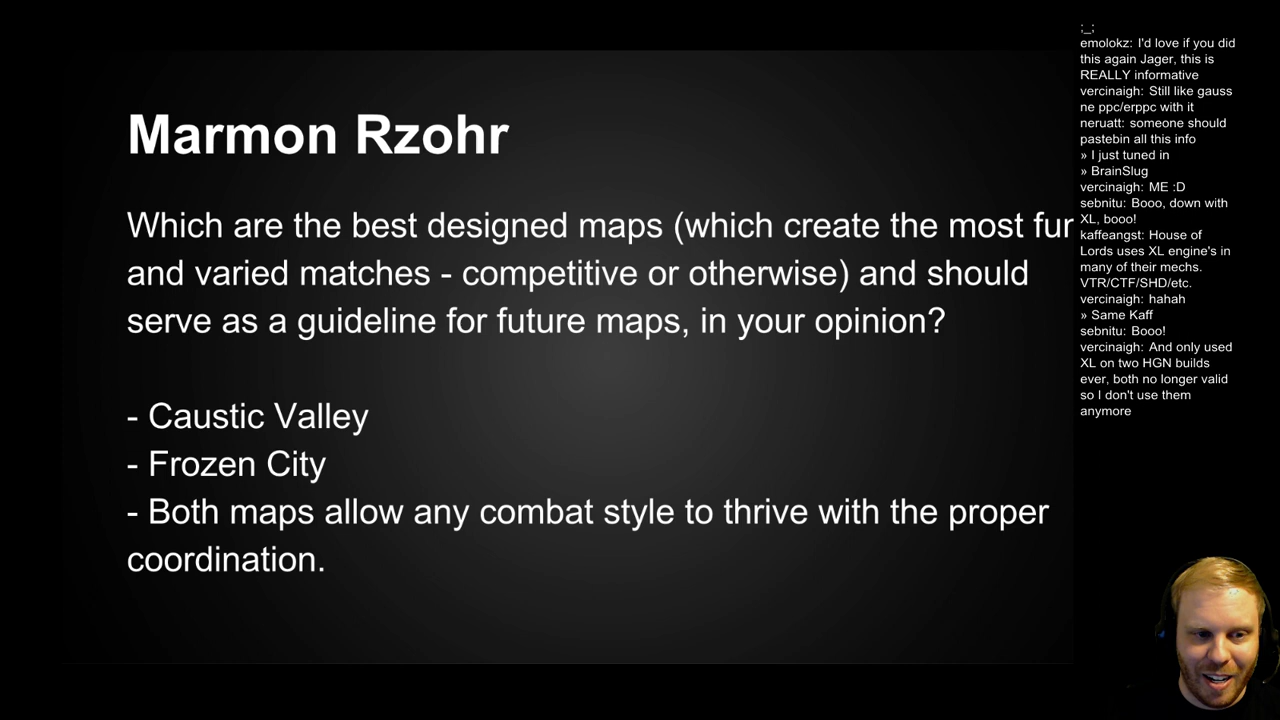 Marmon Rzohr
Which are the best designed maps (which create the most fun
and varied matches - competitive or otherwise) and should
serve as a guideline for future maps, in your opinion?
- Caustic Valley
- Frozen City
- Both maps allow any combat style to thrive with the proper
coordination.
;_;
emolokz: I'd love if you did
this again Jager, this is
REALLY informative
vercinaigh: Still like gauss
ne ppc/erppc with it
neruatt: someone should
pastebin all this info
» I just tuned in
» BrainSlug
vercinaigh: ME :D
sebnitu: Booo, down with
XL, booo!
kaffeangst: House of
Lords uses XL engine's in
many of their mechs.
VTR/CTF/SHD/etc.
vercinaigh: hahah
» Same Kaff
sebnitu: Booo!
vercinaigh: And only used
XL on two HGN builds
ever, both no longer valid
so I don't use them
anymore